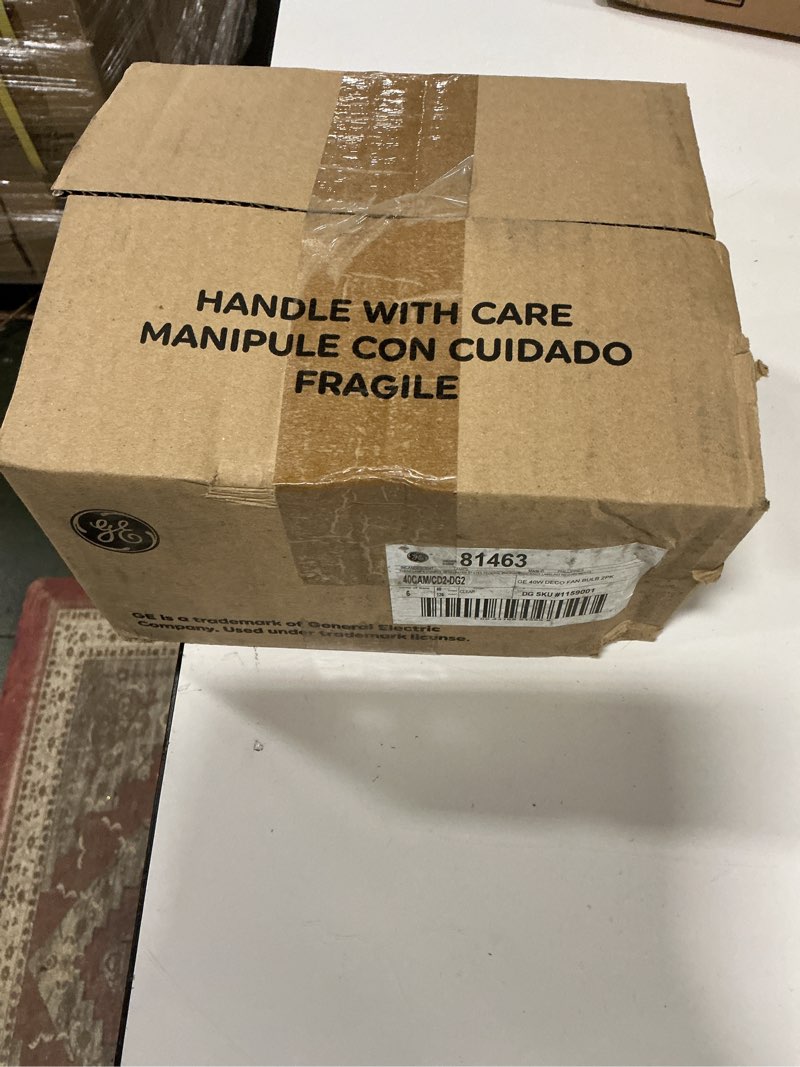 HANDLE WITH CARE
MANIPULE CON CUIDADO
FRAGILE
GE
81463
40CAM/CD2-DG2
GE 40W DECO FAN BULB 2PK
6
CLEAR
DG SKU #1159001
GE is a trademark of General Electric
Company. Used under trademark license.